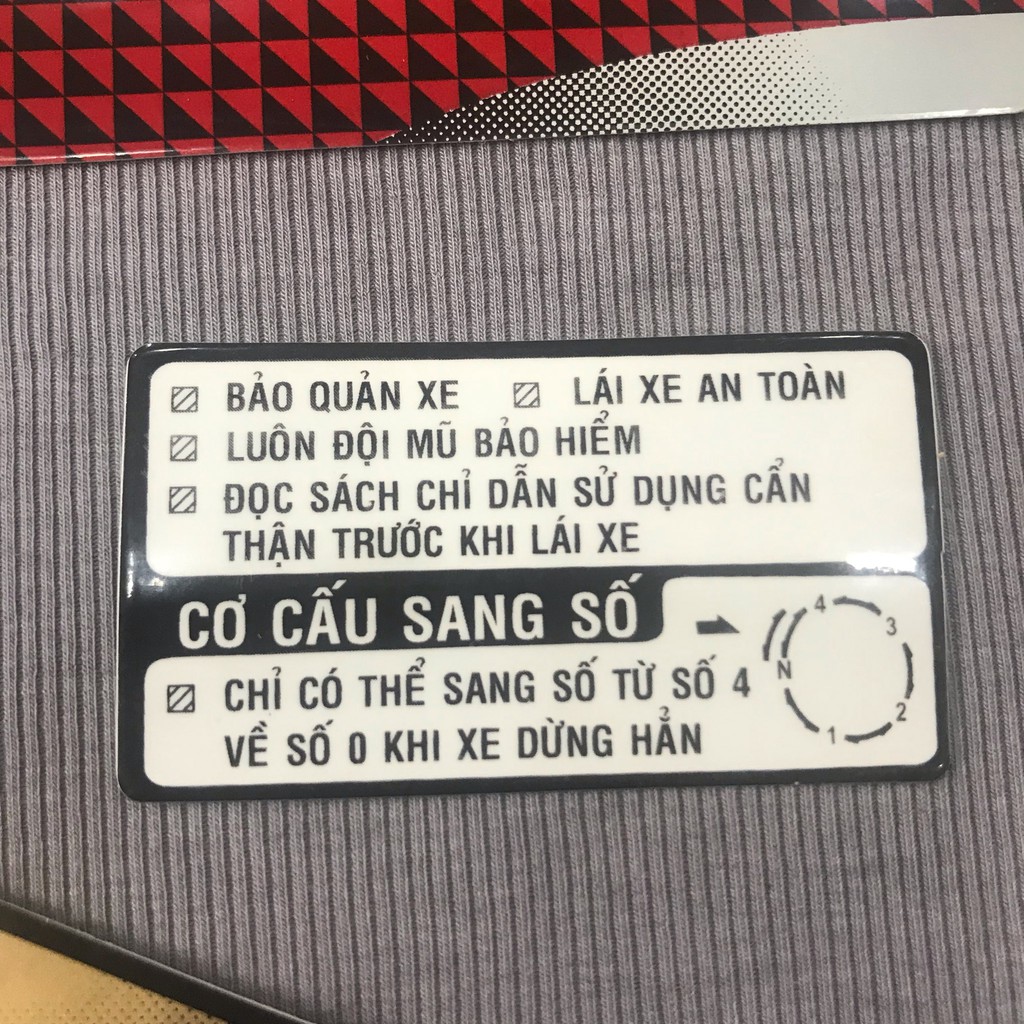 BẢO QUẢN XE LÁI XE AN TOÀN
LUÔN ĐỘI MŨ BẢO HIỂM
ĐỌC SÁCH CHỈ DẪN SỬ DỤNG CẨN
THẬN TRƯỚC KHI LÁI XE
CƠ CẤU SANG SỐ
CHỈ CÓ THỂ SANG SỐ TỪ SỐ 4
VỀ SỐ 0 KHI XE DỪNG HẲN
4
3
N
2
1